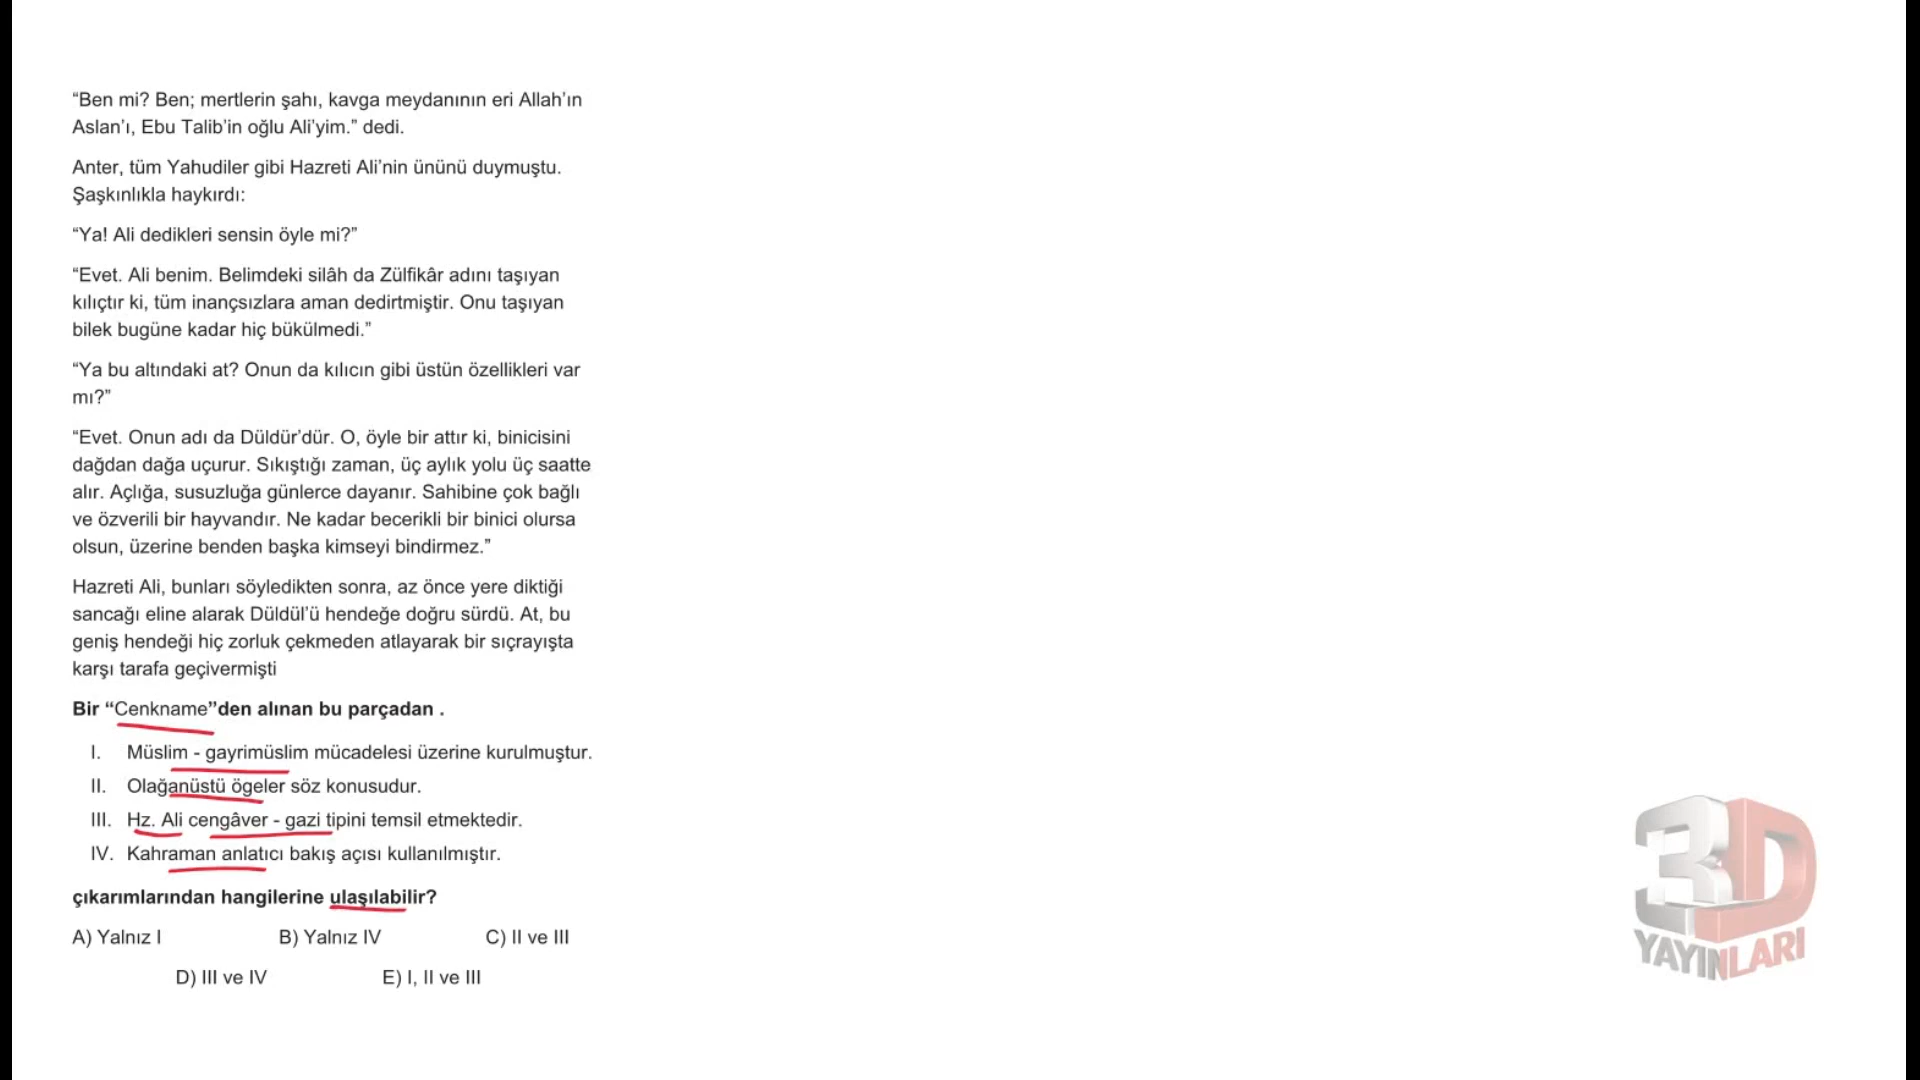 “Ben mi? Ben; mertlerin şahı, kavga meydanının eri Allah’ın
Aslan’ı, Ebu Talib’in oğlu Ali’yim.” dedi.
Anter, tüm Yahudiler gibi Hazreti Ali’nin ününü duymuştu.
Şaşkınlıkla haykırdı:
“Ya! Ali dedikleri sensin öyle mi?”
“Evet. Ali benim. Belimdeki silâh da Zülfikâr adını taşıyan
kılıçtır ki, tüm inançsızlara aman dedirtmiştir. Onu taşıyan
bilek bugüne kadar hiç bükülmedi.”
“Ya bu altındaki at? Onun da kılıcın gibi üstün özellikleri var
mı?”
“Evet. Onun adı da Düldür’dür. O, öyle bir attır ki, binicisini
dağdan dağa uçurur. Sıkıştığı zaman, üç aylık yolu üç saatte
alır. Açlığa, susuzluğa günlerce dayanır. Sahibine çok bağlı
ve özverili bir hayvandır. Ne kadar becerikli bir binici olursa
olsun, üzerine benden başka kimseyi bindirmez.”
Hazreti Ali, bunları söyledikten sonra, az önce yere diktiği
sancağı eline alarak Düldül’ü hendeğe doğru sürdü. At, bu
geniş hendeği hiç zorluk çekmeden atlayarak bir sıçrayışta
karşı tarafa geçivermişti
Bir “Cenkname”den alınan bu parçadan .
I. Müslim - gayrimüslim mücadelesi üzerine kurulmuştur.
II. Olağanüstü ögeler söz konusudur.
III. Hz. Ali cengâver - gazi tipini temsil etmektedir.
IV. Kahraman anlatıcı bakış açısı kullanılmıştır.
çıkarımlarından hangilerine ulaşılabilir?
A) Yalnız I B) Yalnız IV C) II ve III
D) III ve IV E) I, II ve III
3D
YAYINLARI